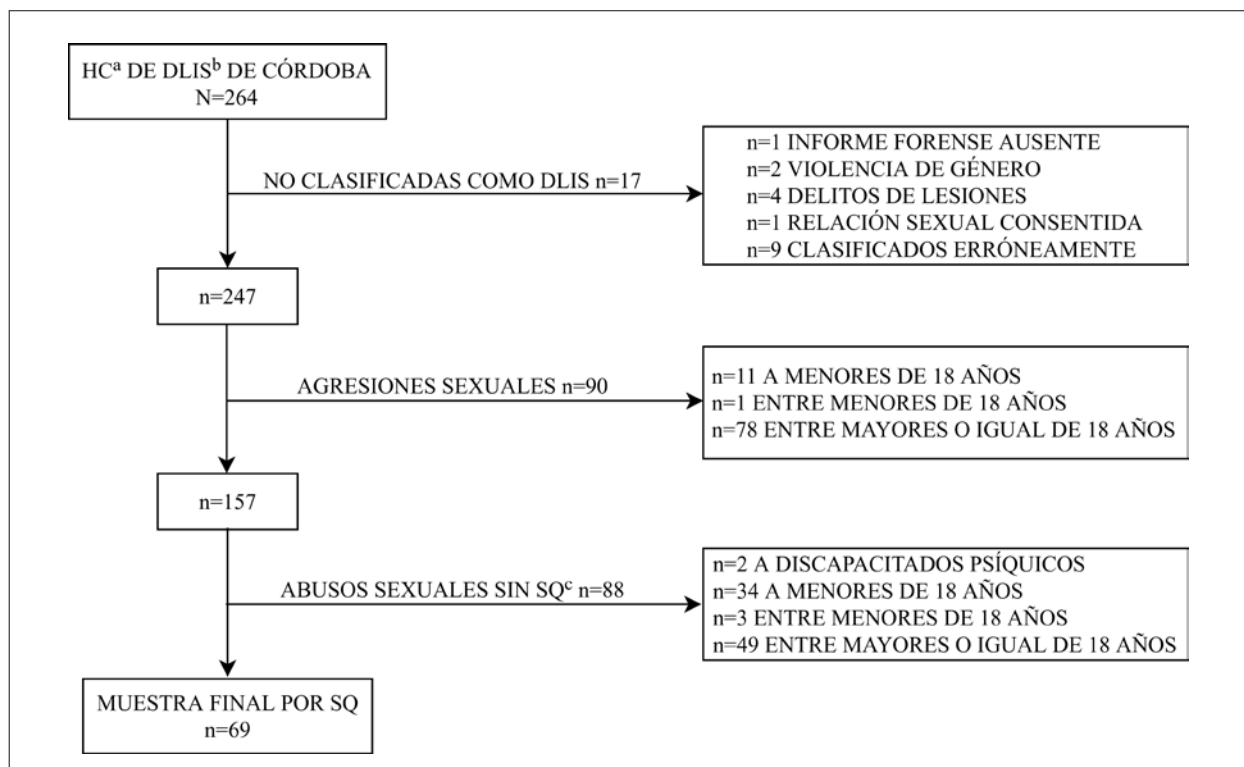 HCª DE DLISᵇ DE CÓRDOBA
N=264
NO CLASIFICADAS COMO DLIS n=17
n=1 INFORME FORENSE AUSENTE
n=2 VIOLENCIA DE GÉNERO
n=4 DELITOS DE LESIONES
n=1 RELACIÓN SEXUAL CONSENTIDA
n=9 CLASIFICADOS ERRÓNEAMENTE
n=247
AGRESIONES SEXUALES n=90
n=11 A MENORES DE 18 AÑOS
n=1 ENTRE MENORES DE 18 AÑOS
n=78 ENTRE MAYORES O IGUAL DE 18 AÑOS
n=157
ABUSOS SEXUALES SIN SQᶜ n=88
n=2 A DISCAPACITADOS PSÍQUICOS
n=34 A MENORES DE 18 AÑOS
n=3 ENTRE MENORES DE 18 AÑOS
n=49 ENTRE MAYORES O IGUAL DE 18 AÑOS
MUESTRA FINAL POR SQ
n=69